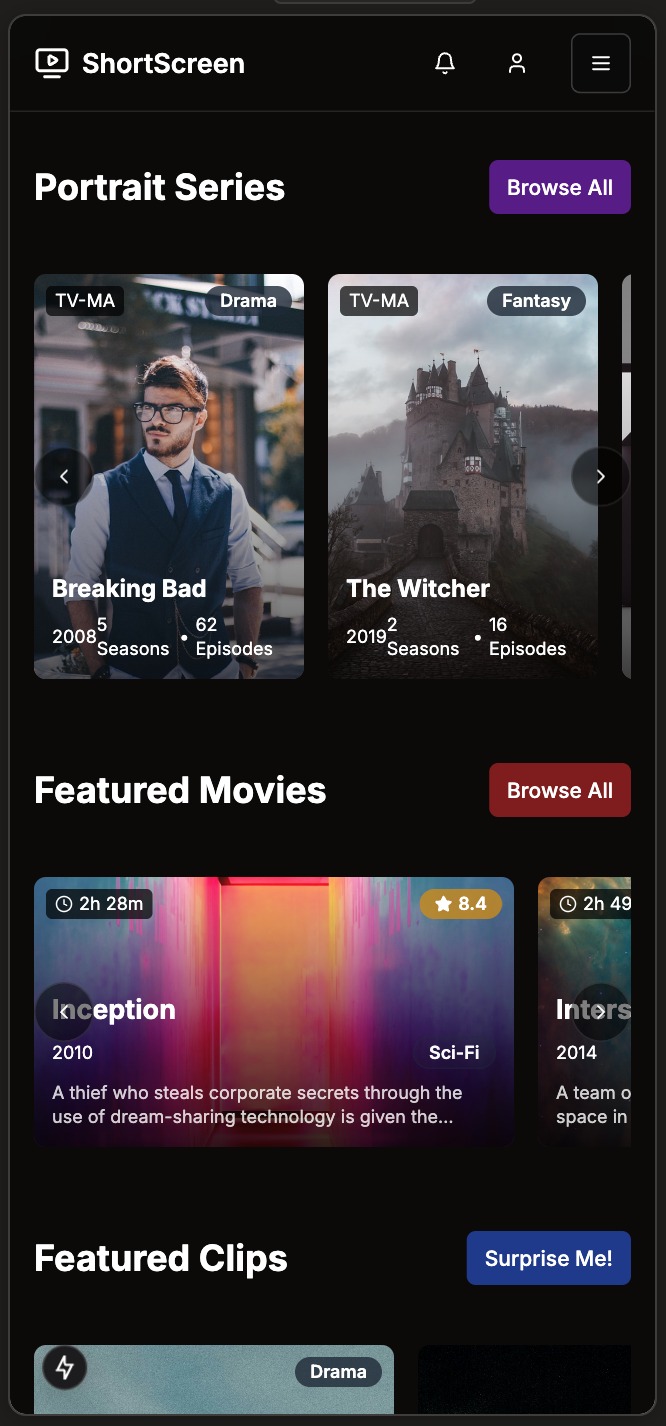 ShortScreen
Portrait Series
Browse All
TV-MA
Drama
Breaking Bad
2008
5 Seasons
•
62 Episodes
TV-MA
Fantasy
The Witcher
2019
2 Seasons
•
16 Episodes
Featured Movies
Browse All
2h 28m
8.4
Inception
2010
Sci-Fi
A thief who steals corporate secrets through the
use of dream-sharing technology is given the...
2h 49
Inters
2014
A team o
space in
Featured Clips
Surprise Me!
Drama